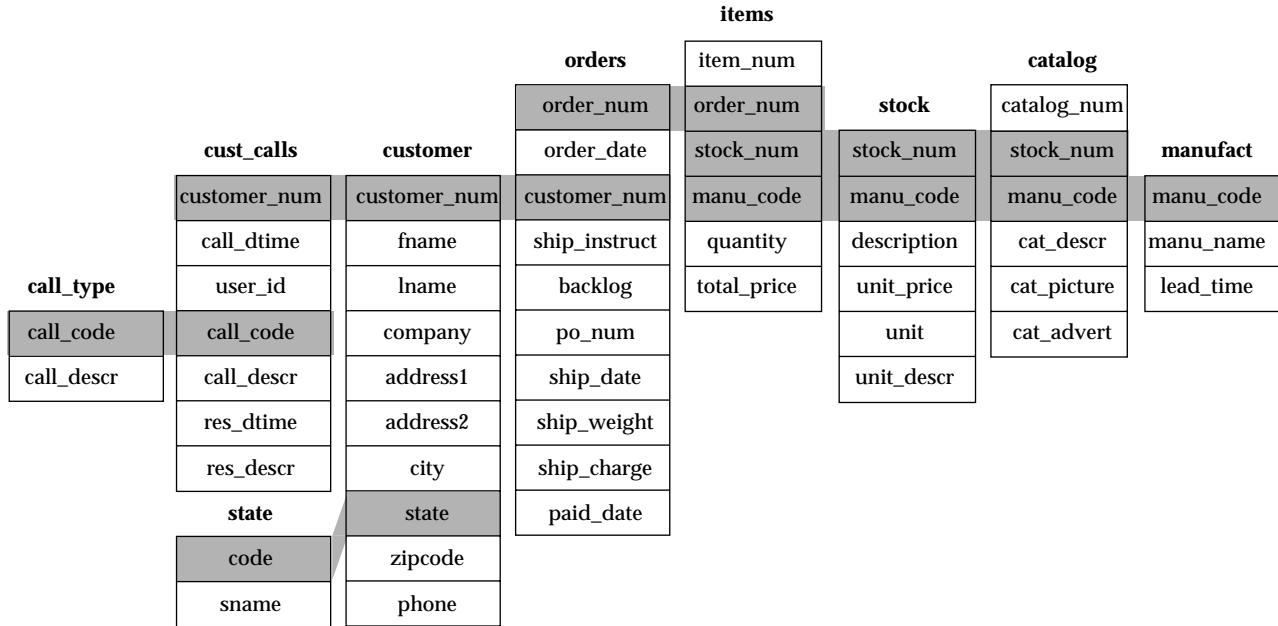 items
item_num
order_num
stock_num
manu_code
quantity
total_price
orders
order_num
order_date
customer_num
ship_instruct
backlog
po_num
ship_date
ship_weight
ship_charge
paid_date
catalog
catalog_num
stock_num
manu_code
cat_descr
cat_picture
cat_advert
stock
stock_num
manu_code
description
unit_price
unit
unit_descr
cust_calls
customer_num
call_dtime
user_id
call_code
call_descr
res_dtime
res_descr
customer
customer_num
fname
lname
company
address1
address2
city
state
zipcode
phone
manufact
manu_code
manu_name
lead_time
call_type
call_code
call_descr
state
code
sname